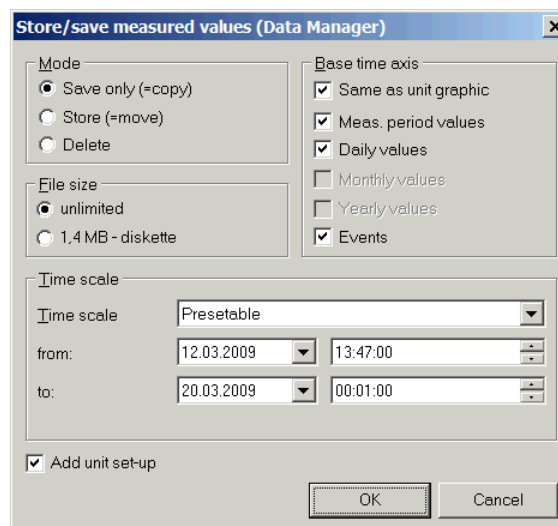 Store/save measured values (Data Manager)
Mode
Save only (=copy)
Store (=move)
Delete
File size
unlimited
1,4 MB - diskette
Base time axis
Same as unit graphic
Meas. period values
Daily values
Monthly values
Yearly values
Events
Time scale
Time scale Presetable
from: 12.03.2009 13:47:00
to: 20.03.2009 00:01:00
Add unit set-up
OK Cancel